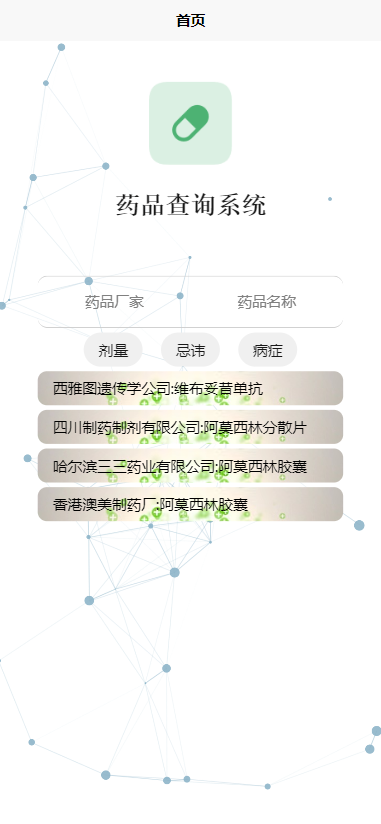 首页
药品查询系统
药品厂家 药品名称
剂量 忌讳 病症
西雅图遗传学公司:维布妥昔单抗
四川制药制剂有限公司:阿莫西林分散片
哈尔滨三三药业有限公司:阿莫西林胶囊
香港澳美制药厂:阿莫西林胶囊